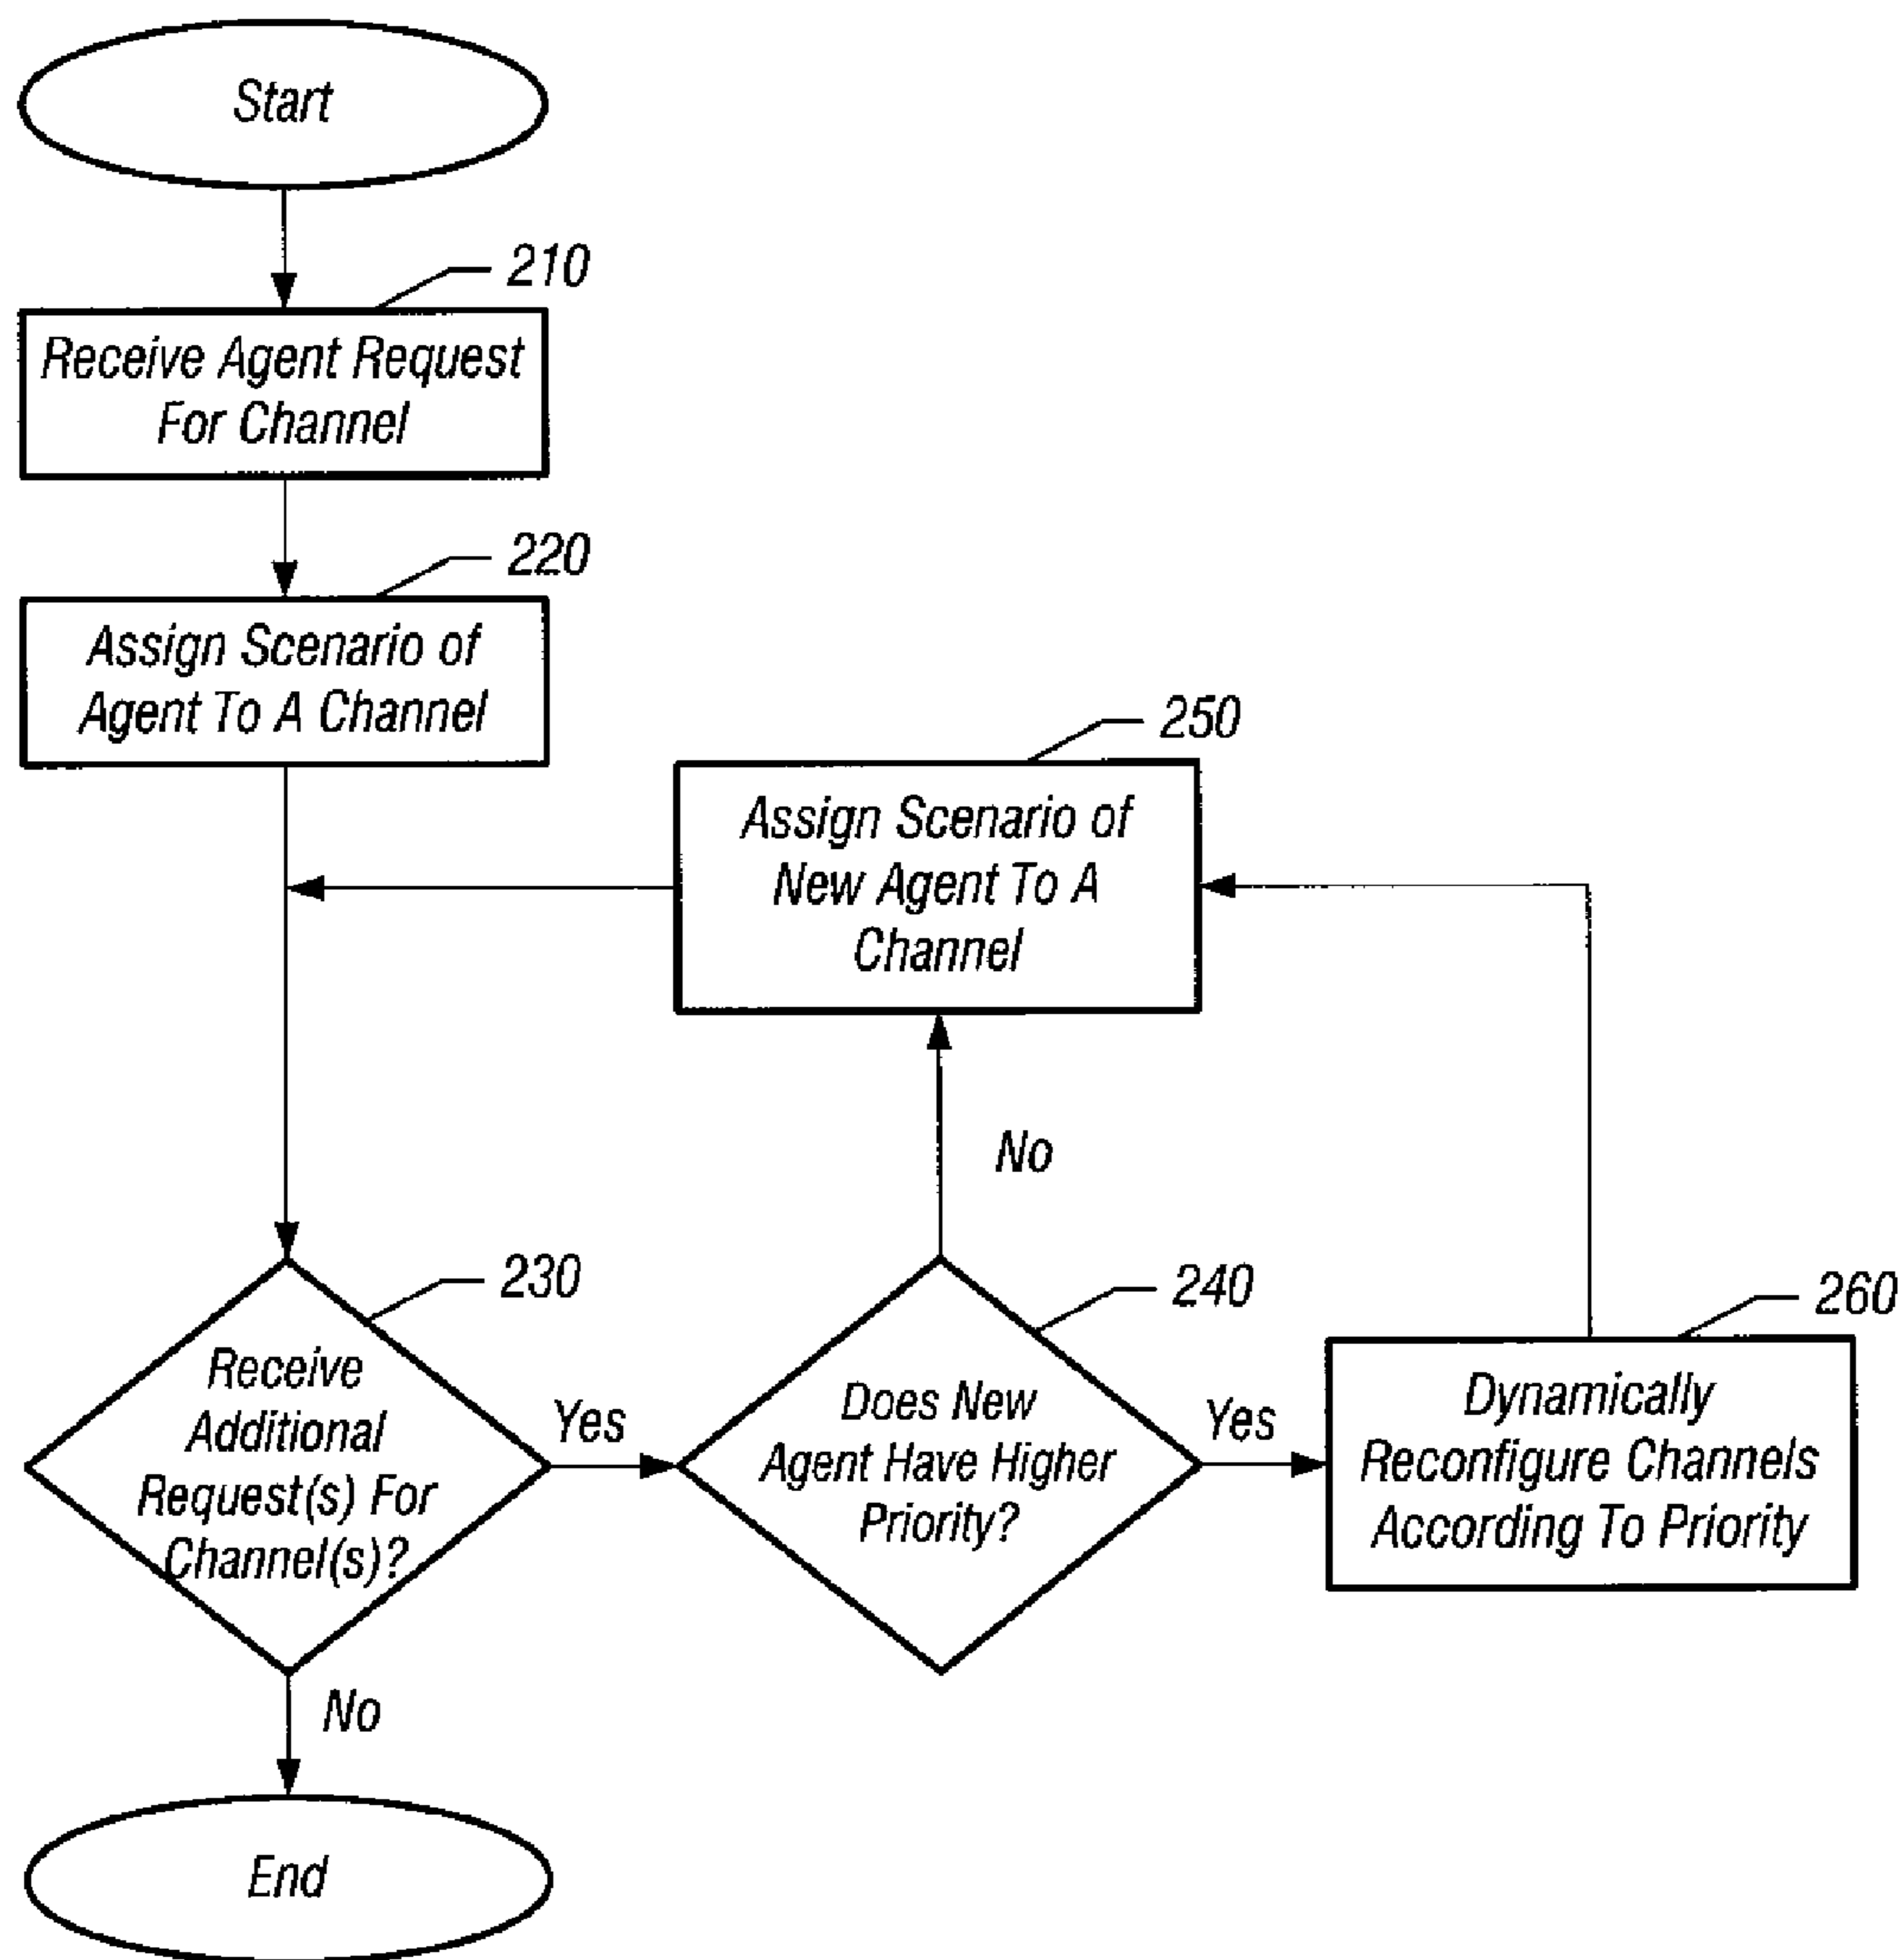 Start
210
Receive Agent Request
For Channel
220
Assign Scenario of
Agent To A Channel
250
Assign Scenario of
New Agent To A
Channel
No
230
Receive
Additional
Request(s) For
Channel(s)?
Yes
240
Does New
Agent Have Higher
Priority?
Yes
260
Dynamically
Reconfigure Channels
According To Priority
No
End